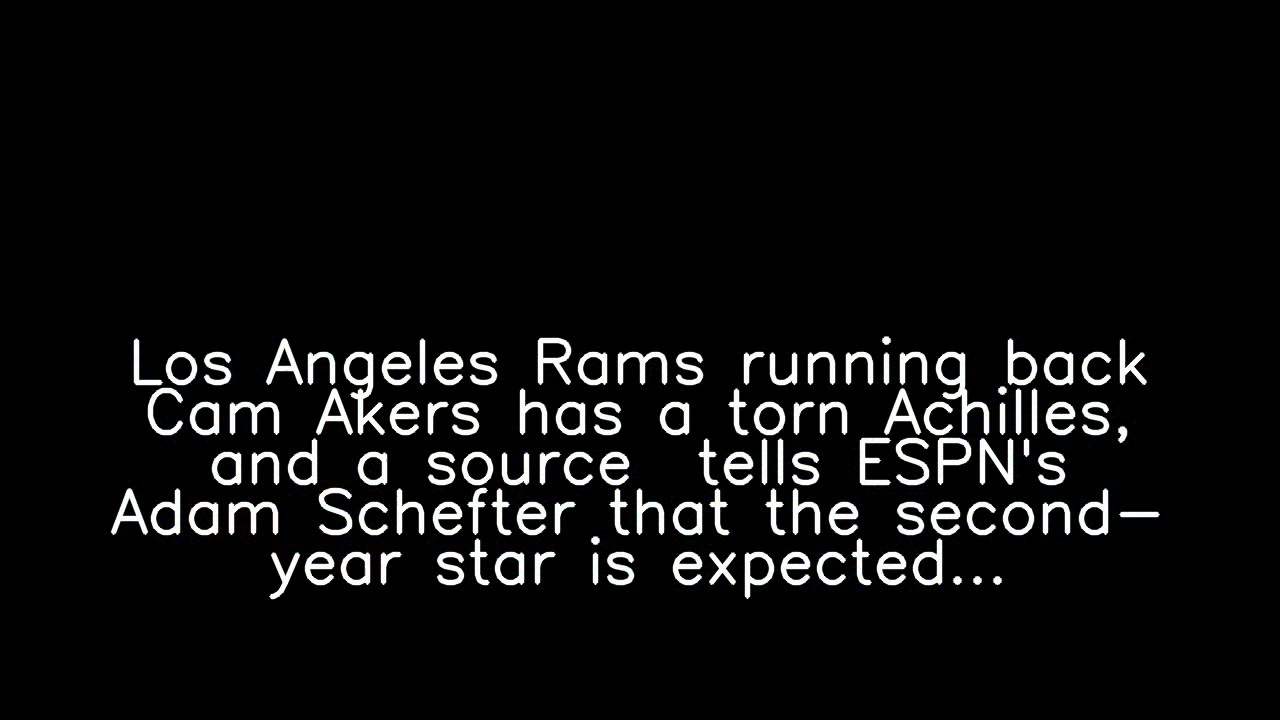 Los Angeles Rams running back
Cam Akers has a torn Achilles,
and a source  tells ESPN's
Adam Schefter that the second-
year star is expected...